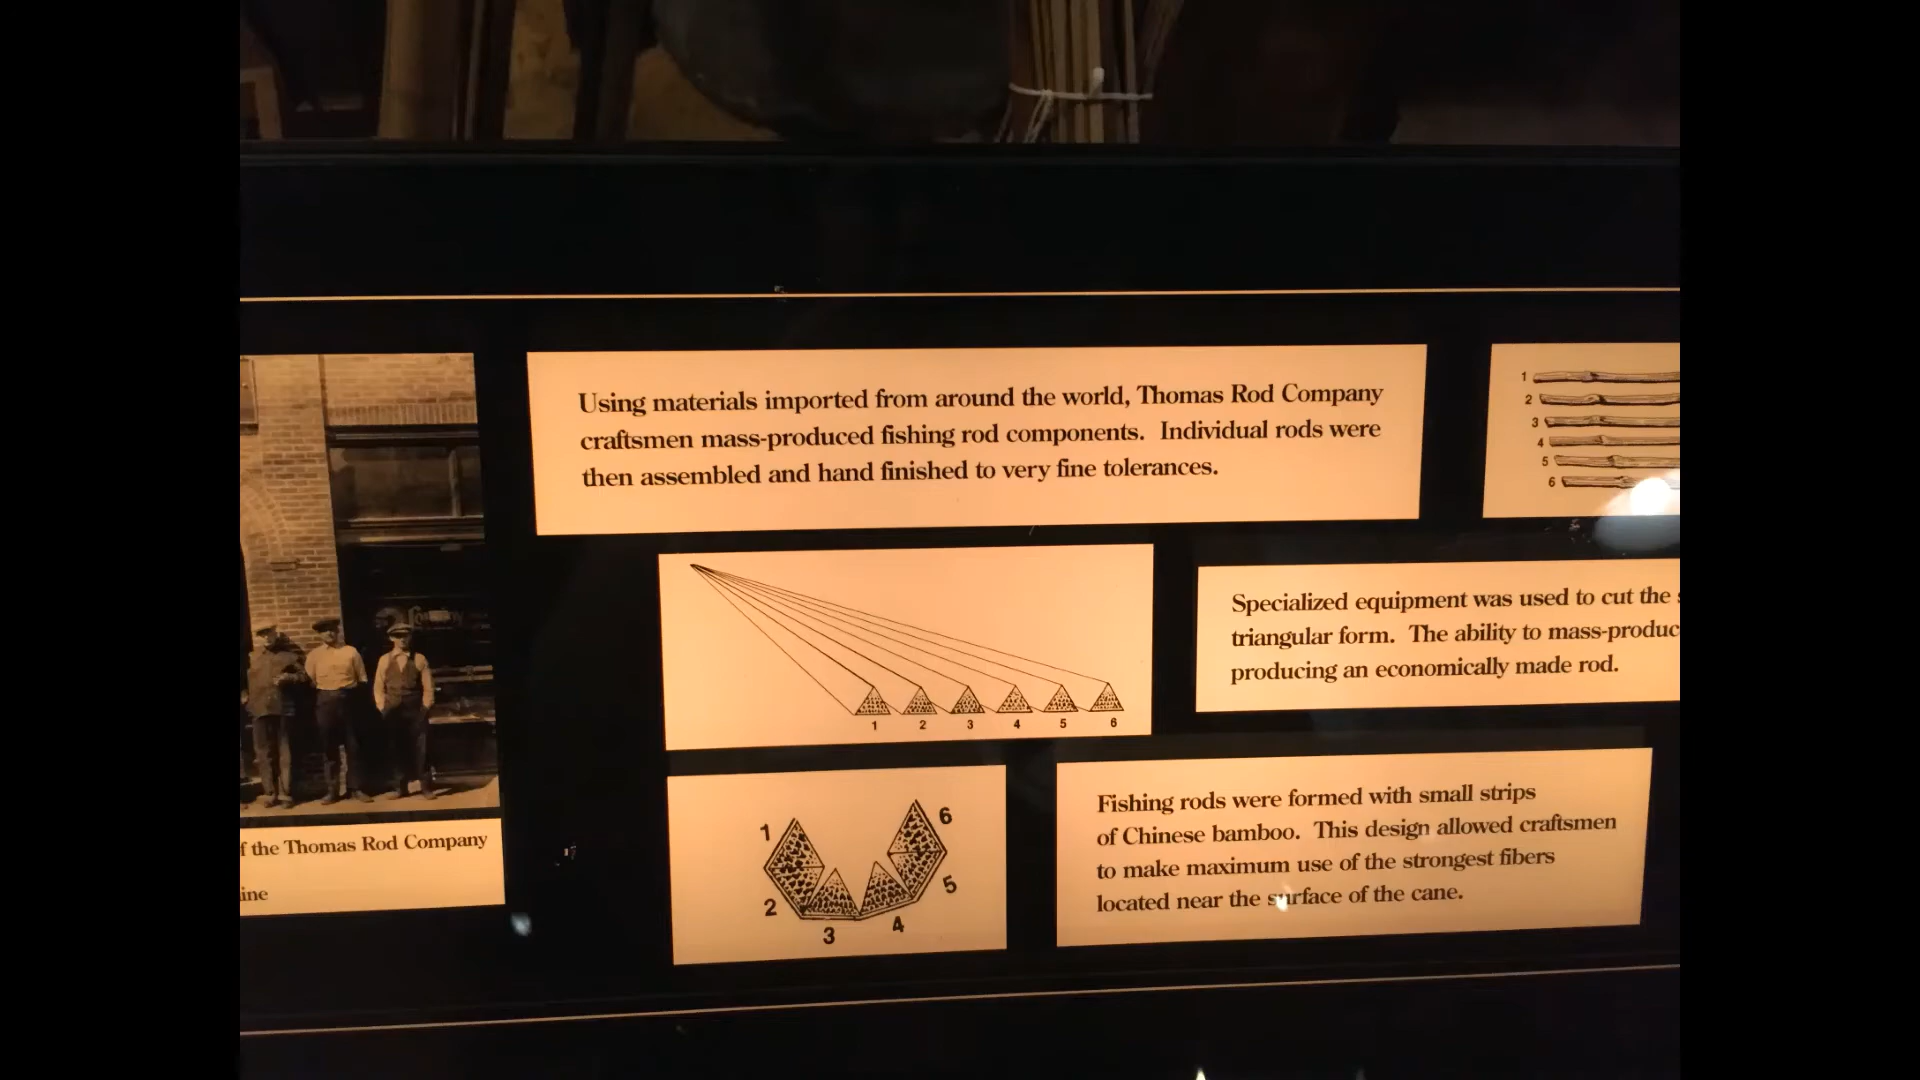 Using materials imported from around the world, Thomas Rod Company
craftsmen mass-produced fishing rod components. Individual rods were
then assembled and hand finished to very fine tolerances.
1
2
3
4
5
6
1 2 3 4 5 6
Specialized equipment was used to cut the
triangular form. The ability to mass-produc
producing an economically made rod.
f the Thomas Rod Company
ine
1
2
3
4
5
6
Fishing rods were formed with small strips
of Chinese bamboo. This design allowed craftsmen
to make maximum use of the strongest fibers
located near the surface of the cane.